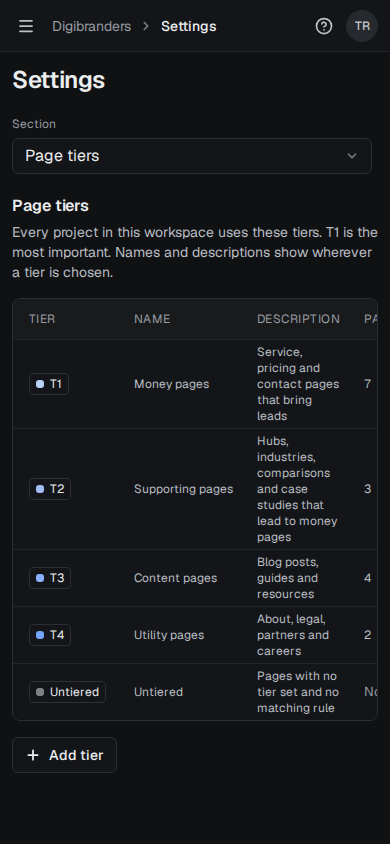 Digibranders > Settings
TR
Settings
Section
Page tiers
Page tiers
Every project in this workspace uses these tiers. T1 is the
most important. Names and descriptions show wherever
a tier is chosen.
TIER NAME DESCRIPTION
T1 Money pages Service, pricing and contact pages that bring leads 7
T2 Supporting pages Hubs, industries, comparisons and case studies that lead to money pages 3
T3 Content pages Blog posts, guides and resources 4
T4 Utility pages About, legal, partners and careers 2
Untiered Untiered Pages with no tier set and no matching rule
+ Add tier